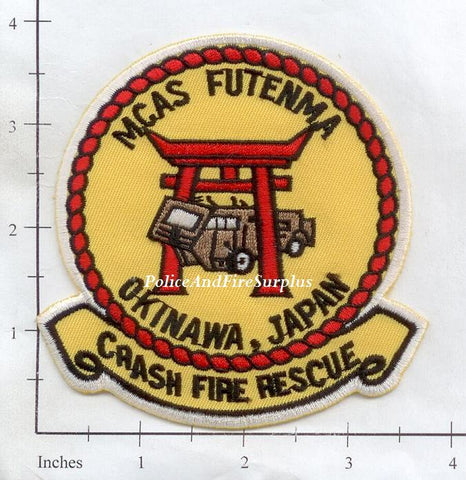 4
3
2
1
MCAS FUTENMA
PoliceAndFireSurplus
OKINAWA, JAPAN
CRASH FIRE RESCUE
Inches 1 2 3 4